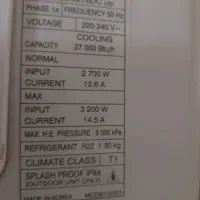 PHASE 1ø FREQUENCY 50 Hz
VOLTAGE 220-240 V~
COOLING
CAPACITY 27 000 Btu/h
NORMAL
INPUT 2 700 W
CURRENT 12.6 A
MAX
INPUT 3 200 W
CURRENT 14.5 A
MAX. H.E. PRESSURE 5 000 kPa
REFRIGERANT R22 1.30 kg
CLIMATE CLASS T1
SPLASH PROOF IPX4
(OUTDOOR UNIT ONLY)
MADE IN KOREA